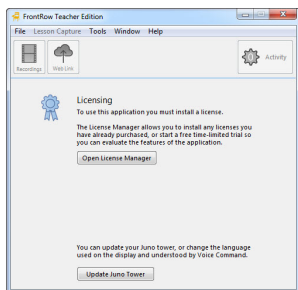 FrontRow Teacher Edition
File Lesson Capture Tools Window Help
Recordings Web Link Activity
Licensing
To use this application you must install a license.
The License Manager allows you to install any licenses you
have already purchased, or start a free time-limited trial so
you can evaluate the features of the application.
Open License Manager
You can update your Juno tower, or change the language
used on the display and understood by Voice Command.
Update Juno Tower